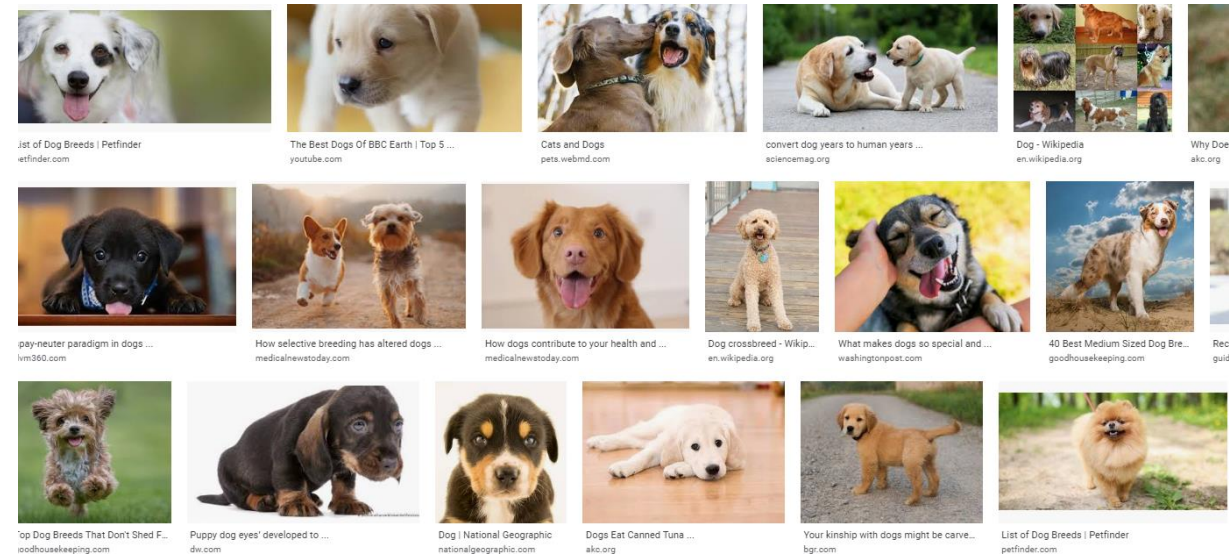 ist of Dog Breeds | Petfinder
etfinder.com
The Best Dogs Of BBC Earth | Top 5 ...
youtube.com
Cats and Dogs
pets.webmd.com
convert dog years to human years ...
sciencemag.org
Dog - Wikipedia
en.wikipedia.org
Why Doe
akc.org
pay-neuter paradigm in dogs ...
vm360.com
How selective breeding has altered dogs ...
medicalnewstoday.com
How dogs contribute to your health and ...
medicalnewstoday.com
Dog crossbreed - Wikip...
en.wikipedia.org
What makes dogs so special and ...
washingtonpost.com
40 Best Medium Sized Dog Bre...
goodhousekeeping.com
Rec
guid
Top Dog Breeds That Don't Shed F...
goodhousekeeping.com
Puppy dog eyes' developed to ...
dw.com
Dog | National Geographic
nationalgeographic.com
Dogs Eat Canned Tuna ...
akc.org
Your kinship with dogs might be carve...
bgr.com
List of Dog Breeds | Petfinder
petfinder.com